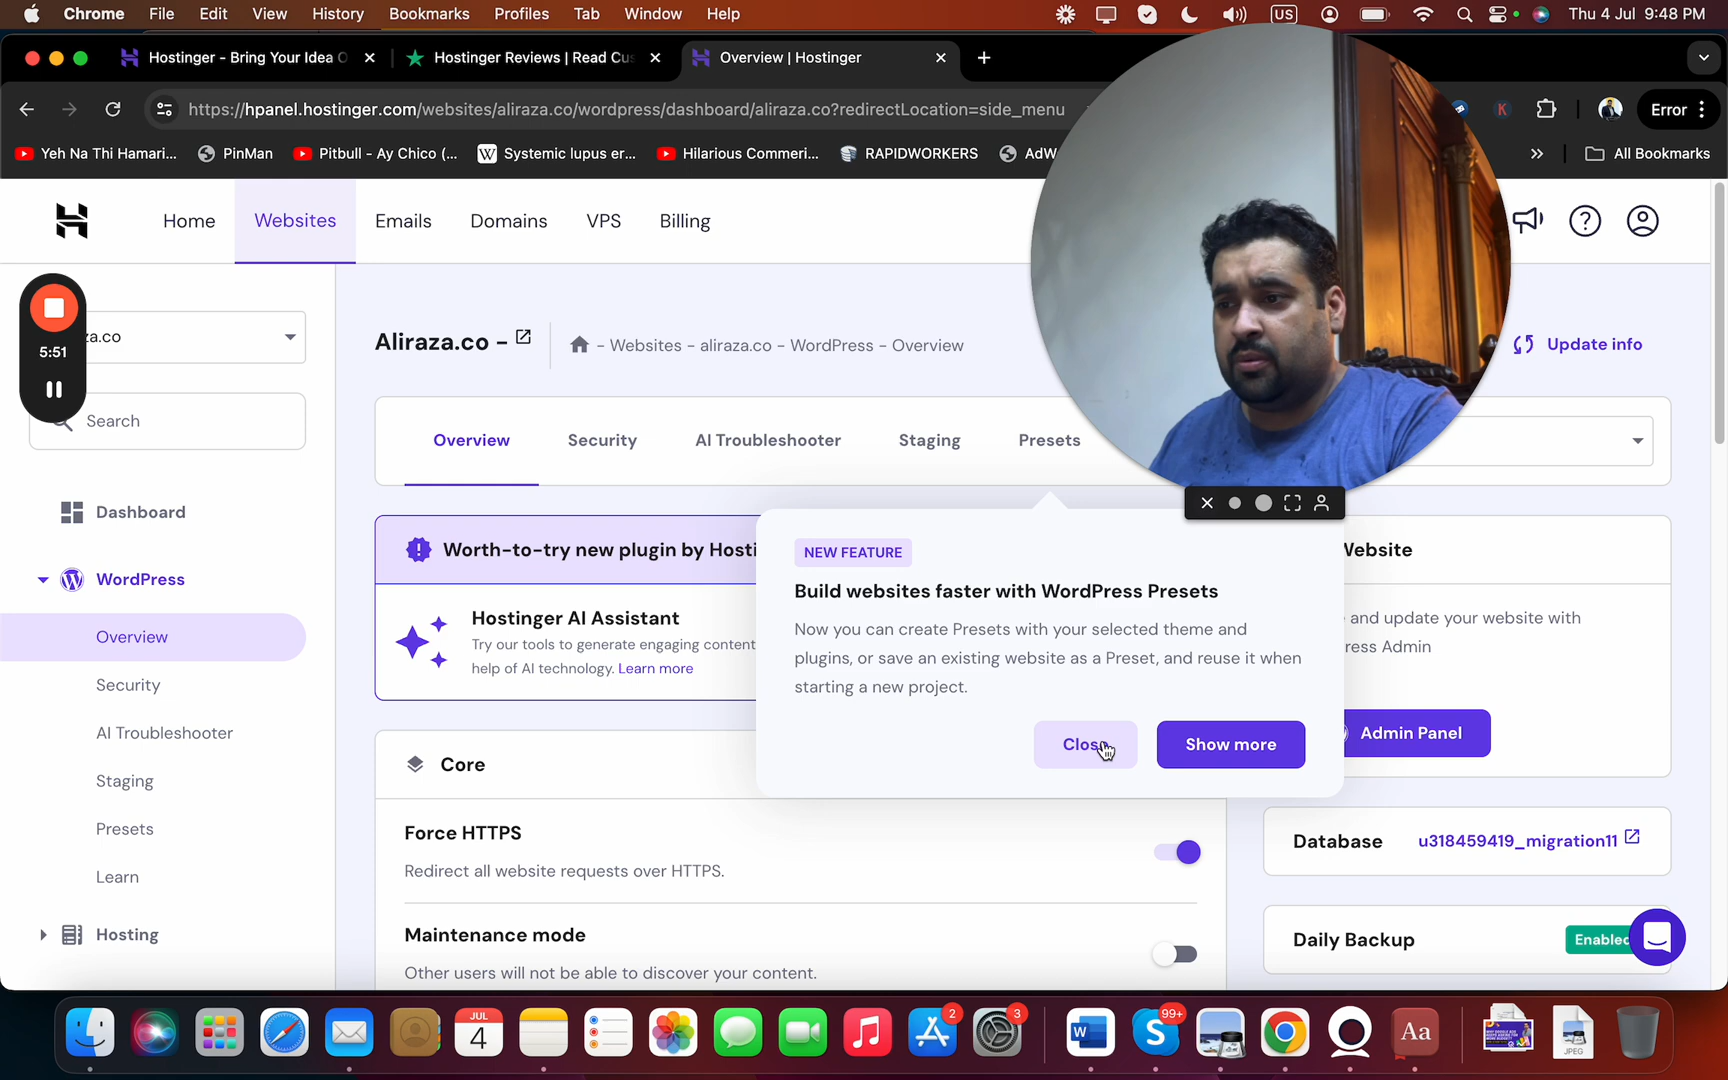 Chrome File Edit View History Bookmarks Profiles Tab Window Help US Thu 4 Jul 9:48 PM
Hostinger - Bring Your Idea O Hostinger Reviews | Read Cus Overview | Hostinger
https://hpanel.hostinger.com/websites/aliraza.co/wordpress/dashboard/aliraza.co?redirectLocation=side_menu K Error
Yeh Na Thi Hamari... PinMan Pitbull - Ay Chico (... W Systemic lupus er... Hilarious Commeri... RAPIDWORKERS AdW » All Bookmarks
Home Websites Emails Domains VPS Billing
5:51
za.co
Search
Dashboard
WordPress
Overview
Security
AI Troubleshooter
Staging
Presets
Learn
Hosting
Aliraza.co - - Websites - aliraza.co - WordPress - Overview
Update info
Overview Security AI Troubleshooter Staging Presets
Worth-to-try new plugin by Hosti
Hostinger AI Assistant
Try our tools to generate engaging content
help of AI technology. Learn more
NEW FEATURE
Build websites faster with WordPress Presets
Now you can create Presets with your selected theme and
plugins, or save an existing website as a Preset, and reuse it when
starting a new project.
Close Show more
Website
and update your website with
ress Admin
Admin Panel
Core
Force HTTPS
Redirect all website requests over HTTPS.
Maintenance mode
Other users will not be able to discover your content.
Database u318459419_migration11
Daily Backup Enabled
JUL
4
2
3
W
S
99+
Aa
JPEG